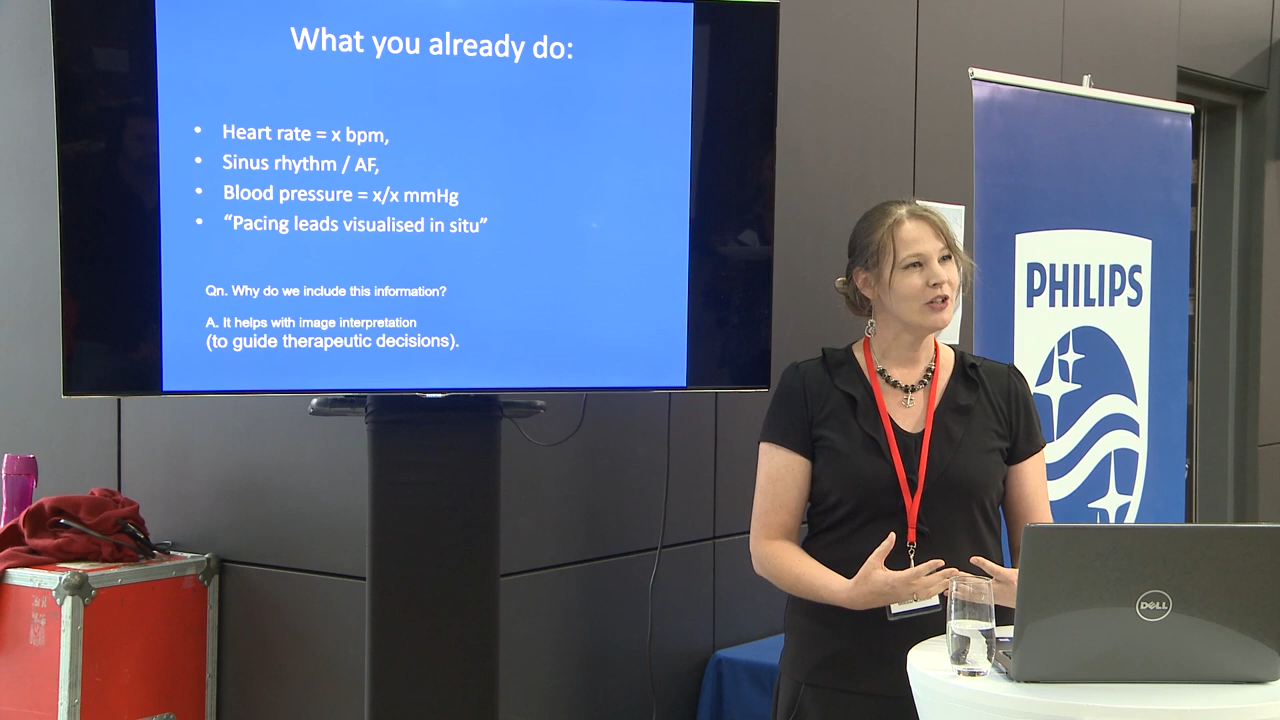 What you already do:
• Heart rate = x bpm,
• Sinus rhythm / AF,
• Blood pressure = x/x mmHg
• “Pacing leads visualised in situ”
Qn. Why do we include this information?
A. It helps with image interpretation
(to guide therapeutic decisions).
PHILIPS
DELL